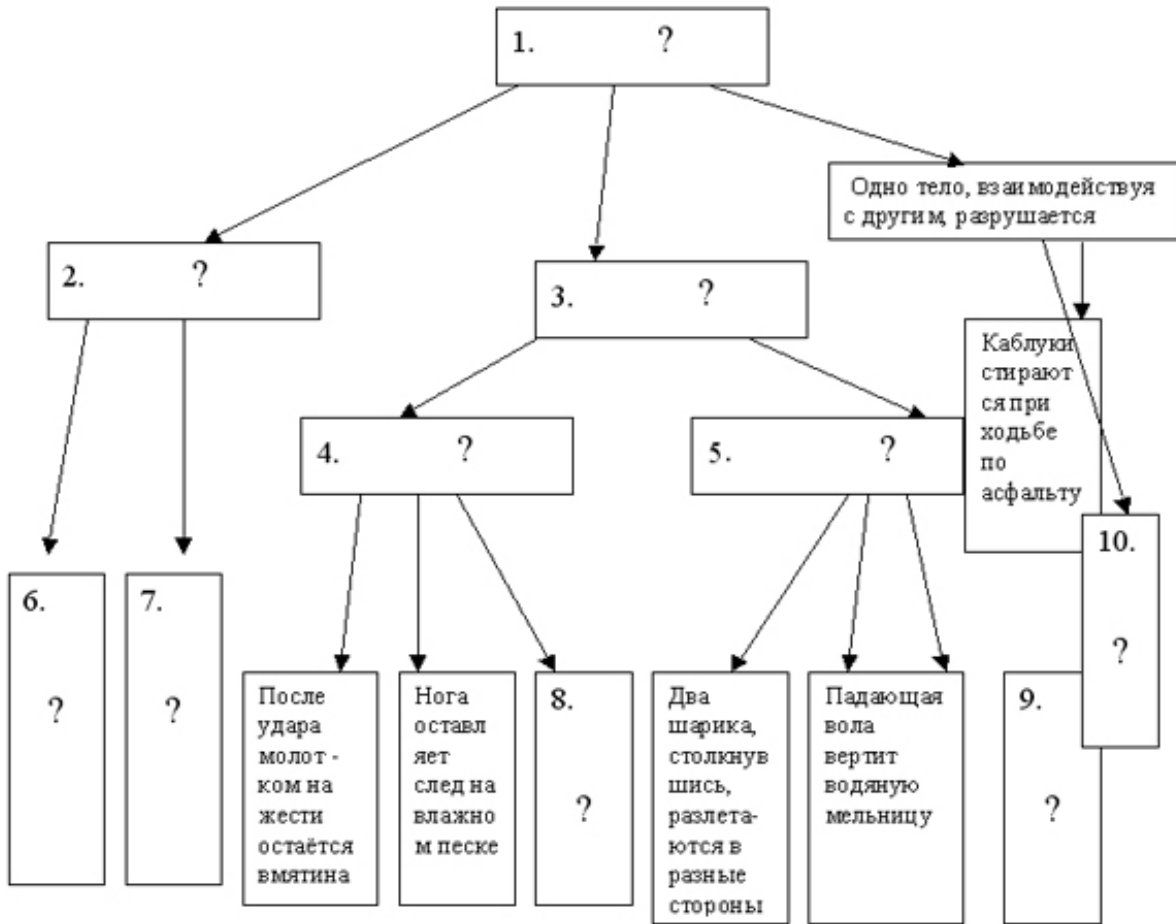 1. ?
Одно тело, взаимодействуя
с другим, разрушается
2. ?
3. ?
Каблуки
стирают
ся при
ходьбе
по
асфальту
4. ?
5. ?
10.
?
6.
?
7.
?
После
удара
молот -
ком на
жести
остаётся
вмятина
Нога
оставл
яет
след на
влажно
м песке
8.
?
Два
шарика,
столкнув
шись,
разлета-
ются в
разные
стороны
Падающая
вола
вертит
водяную
мельницу
9.
?